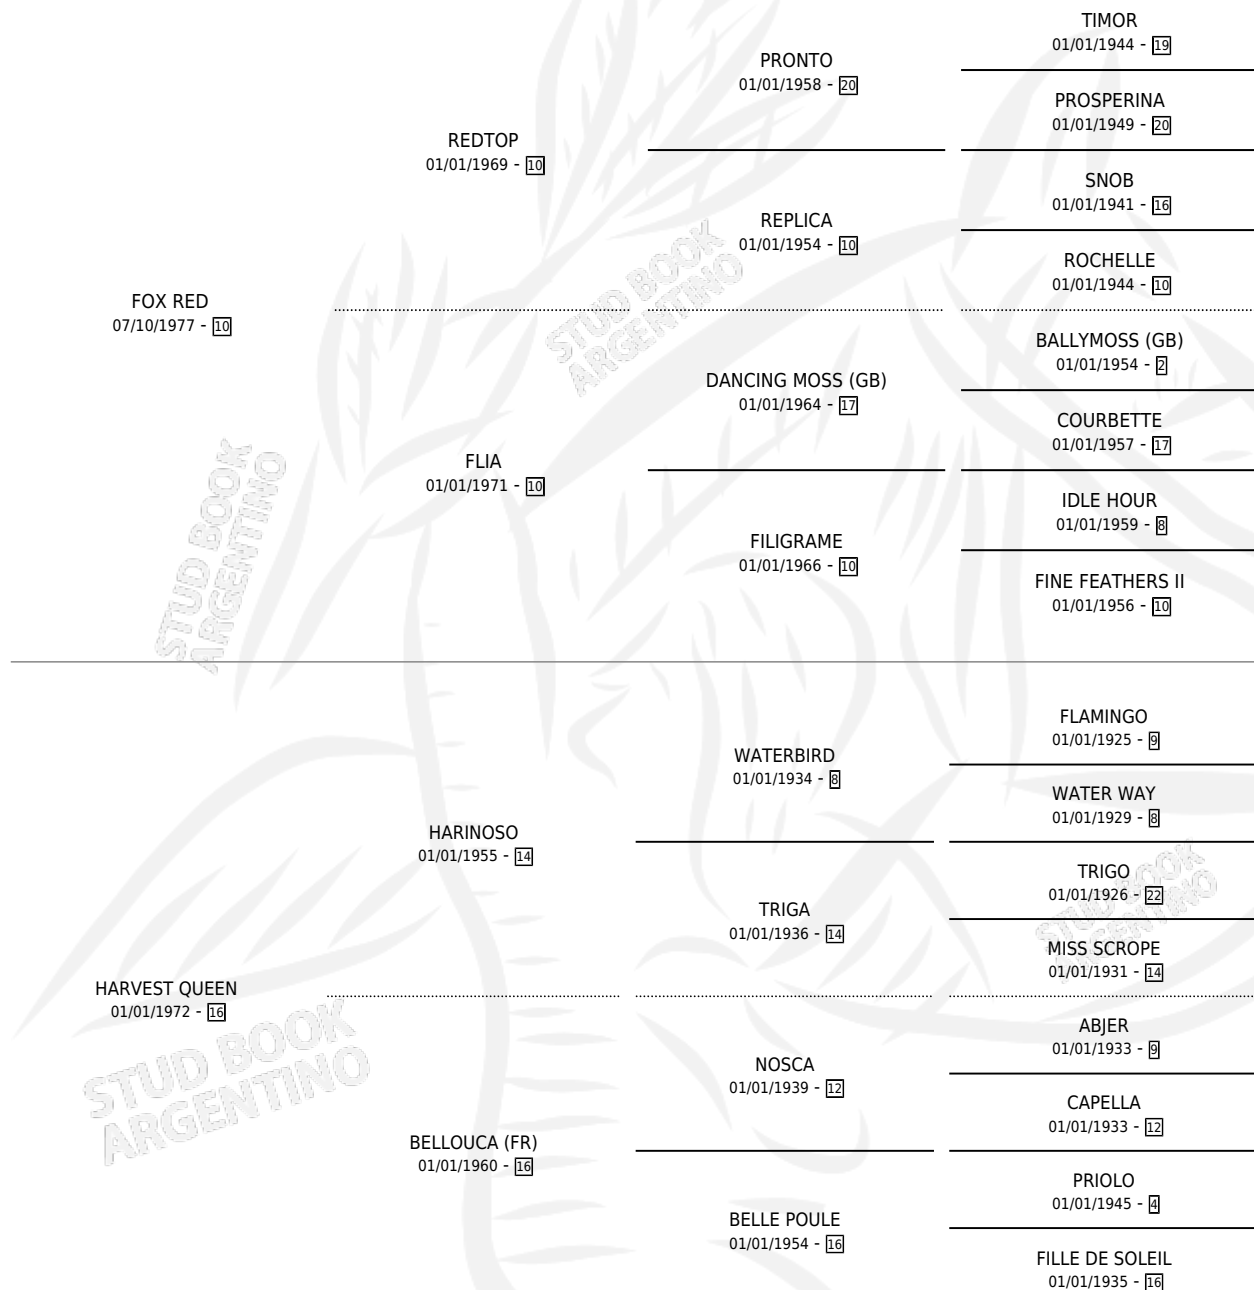 TIMOR
01/01/1944 - 19
PRONTO
01/01/1958 - 20
PROSPERINA
01/01/1949 - 20
REDTOP
01/01/1969 - 10
SNOB
01/01/1941 - 16
REPLICA
01/01/1954 - 10
ROCHELLE
01/01/1944 - 10
FOX RED
07/10/1977 - 10
STUD BOOK
ARGENTINO
BALLYMOSS (GB)
01/01/1954 - 2
DANCING MOSS (GB)
01/01/1964 - 17
COURBETTE
01/01/1957 - 17
FLIA
01/01/1971 - 10
IDLE HOUR
01/01/1959 - 8
FILIGRAME
01/01/1966 - 10
FINE FEATHERS II
01/01/1956 - 10
STUD BOOK
ARGENTINO
FLAMINGO
01/01/1925 - 9
WATERBIRD
01/01/1934 - 8
WATER WAY
01/01/1929 - 8
HARINOSO
01/01/1955 - 14
TRIGO
01/01/1926 - 22
TRIGA
01/01/1936 - 14
MISS SCROPE
01/01/1931 - 14
STUD BOOK
ARGENTINO
HARVEST QUEEN
01/01/1972 - 16
ABJER
01/01/1933 - 9
NOSCA
01/01/1939 - 12
CAPELLA
01/01/1933 - 12
STUD BOOK
ARGENTINO
BELLOUCA (FR)
01/01/1960 - 16
PRIOLO
01/01/1945 - 4
BELLE POULE
01/01/1954 - 16
FILLE DE SOLEIL
01/01/1935 - 16